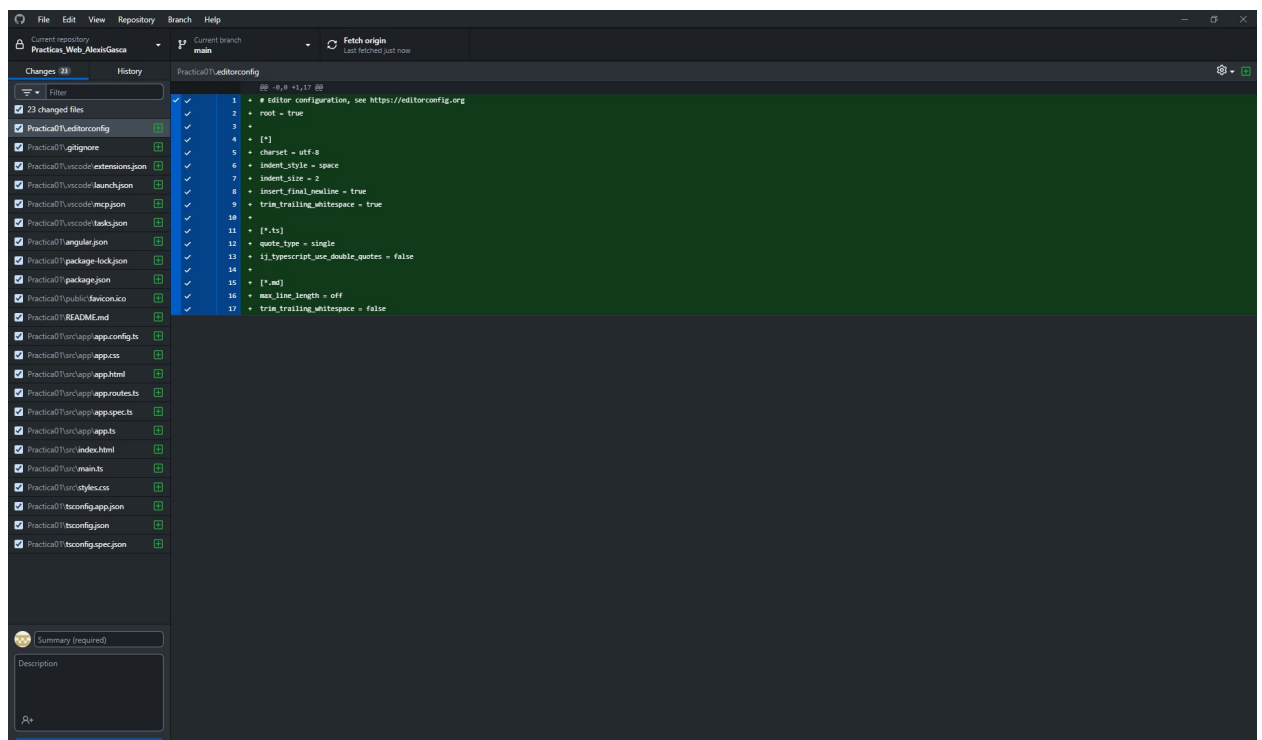 File Edit View Repository Branch Help
Current repository
Practicas_Web_AlexisGasca
Current branch
main
Fetch origin
Last fetched just now
Changes 23 History
Filter
23 changed files
Practica01\.editorconfig
Practica01\.gitignore
Practica01\.vscode\extensions.json
Practica01\.vscode\launch.json
Practica01\.vscode\mcp.json
Practica01\.vscode\tasks.json
Practica01\angular.json
Practica01\package-lock.json
Practica01\package.json
Practica01\public\favicon.ico
Practica01\README.md
Practica01\src\app\app.config.ts
Practica01\src\app\app.css
Practica01\src\app\app.html
Practica01\src\app\app.routes.ts
Practica01\src\app\app.spec.ts
Practica01\src\app\app.ts
Practica01\src\index.html
Practica01\src\main.ts
Practica01\src\styles.css
Practica01\tsconfig.app.json
Practica01\tsconfig.json
Practica01\tsconfig.spec.json
Summary (required)
Description
Practica01\.editorconfig
@@ -0,0 +1,17 @@
1 + # Editor configuration, see https://editorconfig.org
2 + root = true
3 +
4 + [*]
5 + charset = utf-8
6 + indent_style = space
7 + indent_size = 2
8 + insert_final_newline = true
9 + trim_trailing_whitespace = true
10 +
11 + [*.ts]
12 + quote_type = single
13 + ij_typescript_use_double_quotes = false
14 +
15 + [*.md]
16 + max_line_length = off
17 + trim_trailing_whitespace = false